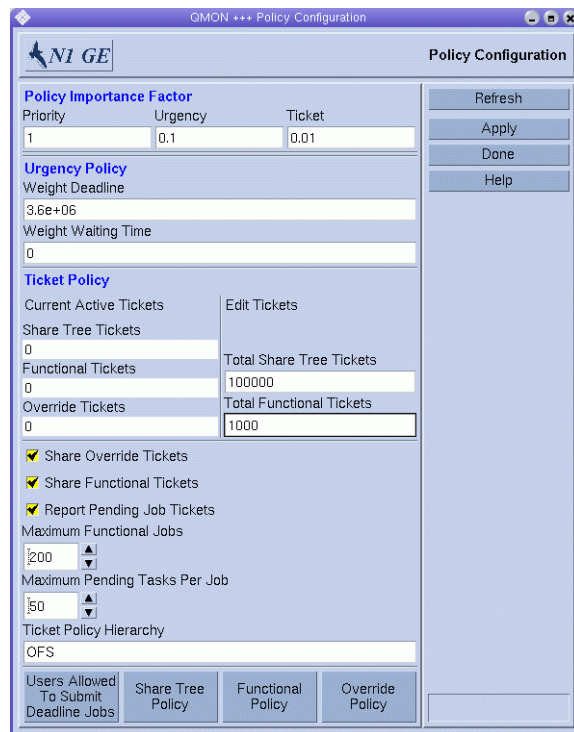 QMON +++ Policy Configuration
N1 GE
Policy Configuration
Policy Importance Factor
Priority Urgency Ticket
1 0.1 0.01
Urgency Policy
Weight Deadline
3.6e+06
Weight Waiting Time
0
Ticket Policy
Current Active Tickets
Share Tree Tickets
0
Functional Tickets
0
Override Tickets
0
Edit Tickets
Total Share Tree Tickets
100000
Total Functional Tickets
1000
Share Override Tickets
Share Functional Tickets
Report Pending Job Tickets
Maximum Functional Jobs
200
Maximum Pending Tasks Per Job
50
Ticket Policy Hierarchy
OFS
Users Allowed
To Submit
Deadline Jobs
Share Tree
Policy
Functional
Policy
Override
Policy
Refresh
Apply
Done
Help